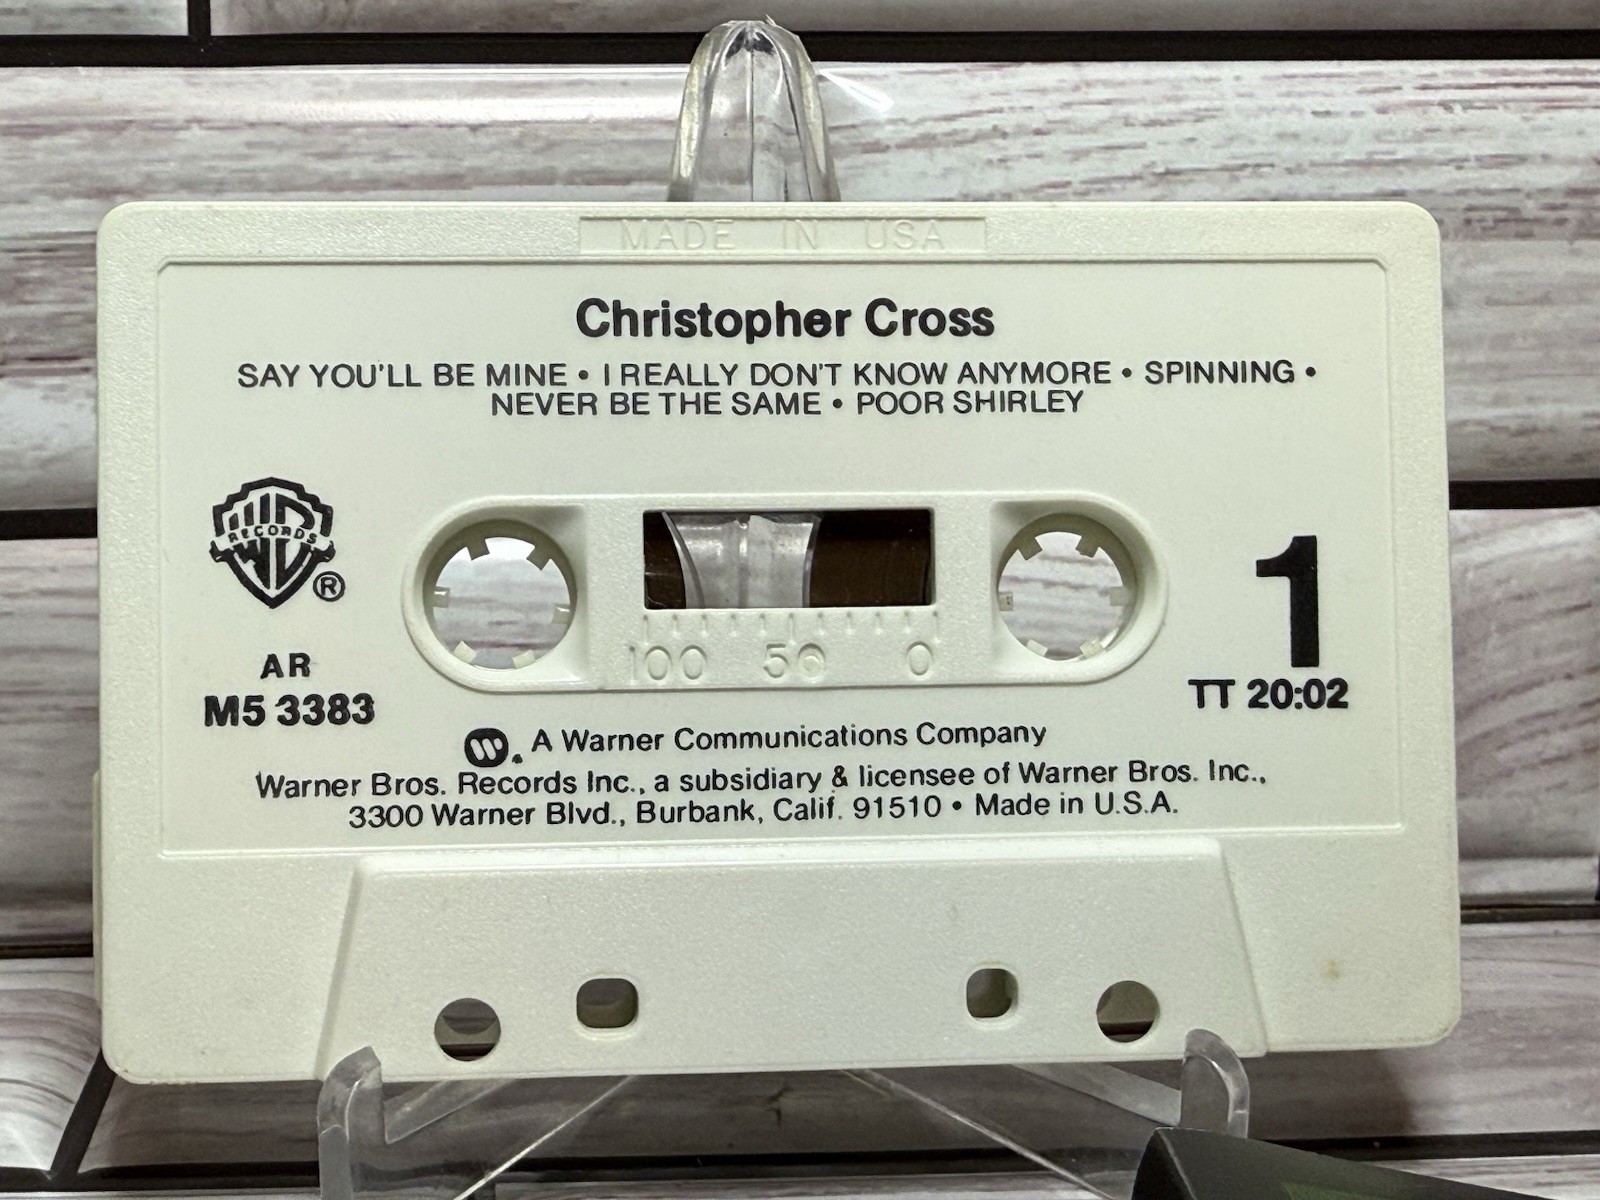 MADE IN USA
Christopher Cross
SAY YOU'LL BE MINE • I REALLY DON'T KNOW ANYMORE • SPINNING •
NEVER BE THE SAME • POOR SHIRLEY
WB
RECORDS
®
AR
M5 3383
100 50 0
1
TT 20:02
W. A Warner Communications Company
Warner Bros. Records Inc., a subsidiary & licensee of Warner Bros. Inc.,
3300 Warner Blvd., Burbank, Calif. 91510 • Made in U.S.A.